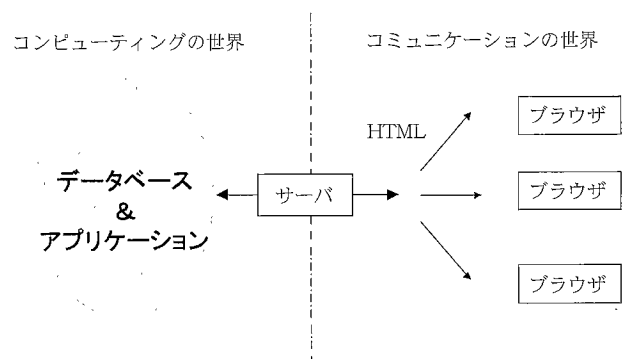 コンピューティングの世界
コミュニケーションの世界
HTML
ブラウザ
データベース
&
アプリケーション
サーバ
ブラウザ
ブラウザ